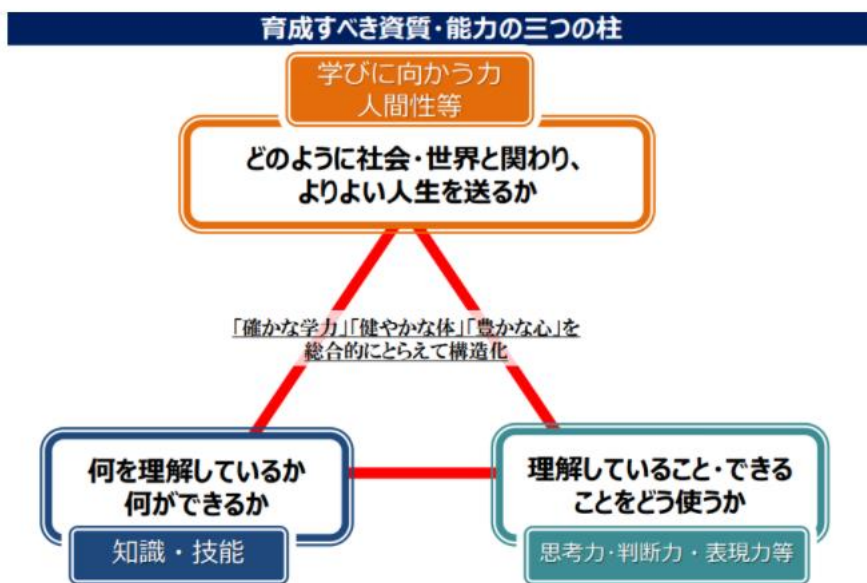 育成すべき資質・能力の三つの柱
学びに向かう力
人間性等
どのように社会・世界と関わり、
よりよい人生を送るか
「確かな学力」「健やかな体」「豊かな心」を
総合的にとらえて構造化
何を理解しているか
何ができるか
知識・技能
理解していること・できる
ことをどう使うか
思考力・判断力・表現力等